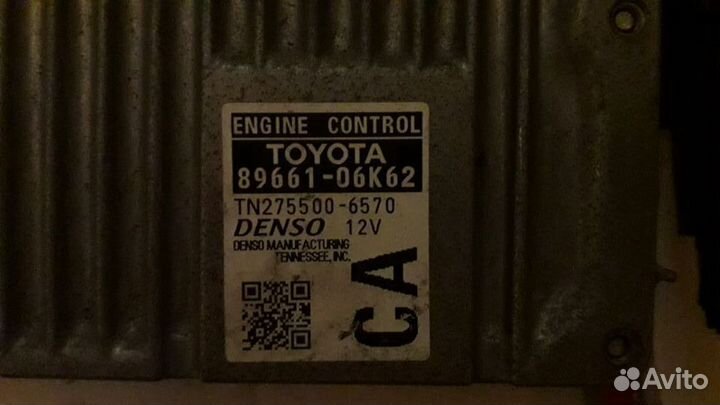 ENGINE CONTROL
TOYOTA
89661-06K62
TN275500-6570
DENSO 12V
DENSO MANUFACTURING
TENNESSEE, INC.
CA
Avito